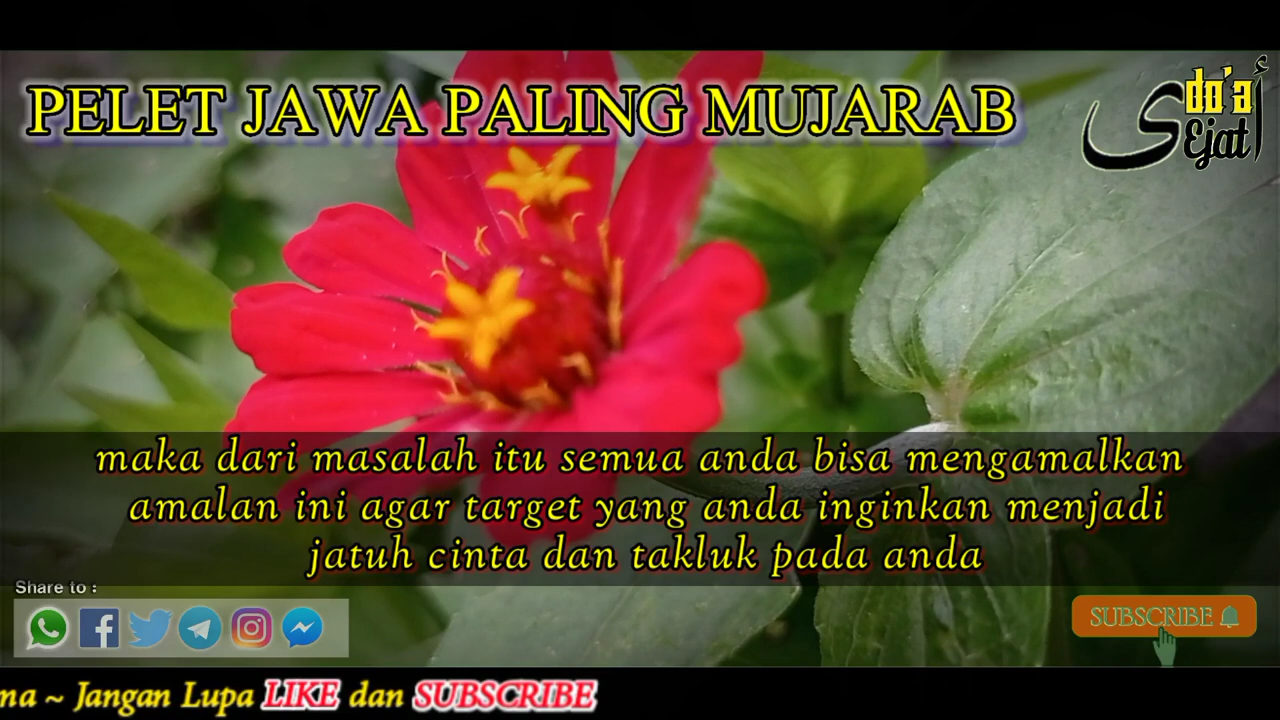 PELET JAWA PALING MUJARAB
do'a
Ejat
أ
ى
maka dari masalah itu semua anda bisa mengamalkan
amalan ini agar target yang anda inginkan menjadi
jatuh cinta dan takluk pada anda
Share to :
SUBSCRIBE
na ~ Jangan Lupa LIKE dan SUBSCRIBE